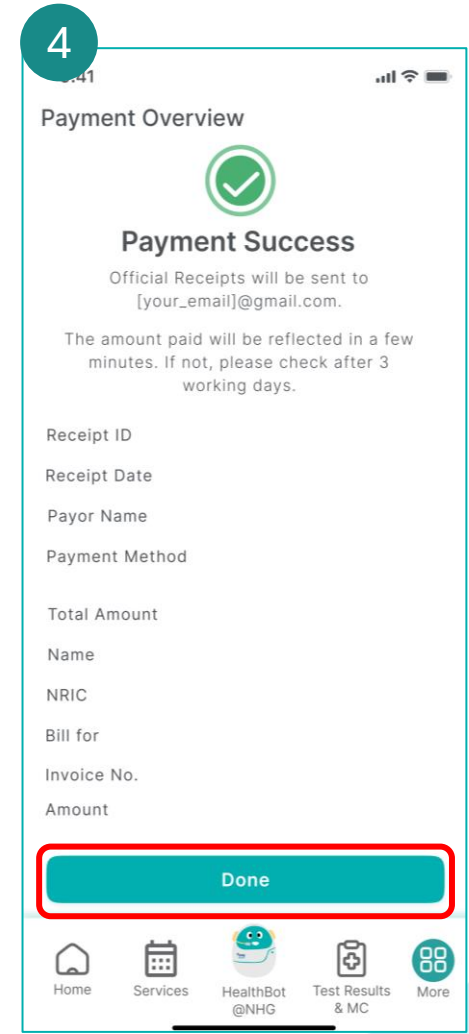 4
:41
Payment Overview
Payment Success
Official Receipts will be sent to
[your_email]@gmail.com.
The amount paid will be reflected in a few
minutes. If not, please check after 3
working days.
Receipt ID
Receipt Date
Payor Name
Payment Method
Total Amount
Name
NRIC
Bill for
Invoice No.
Amount
Done
Home
Services
HealthBot
@NHG
Test Results
& MC
More